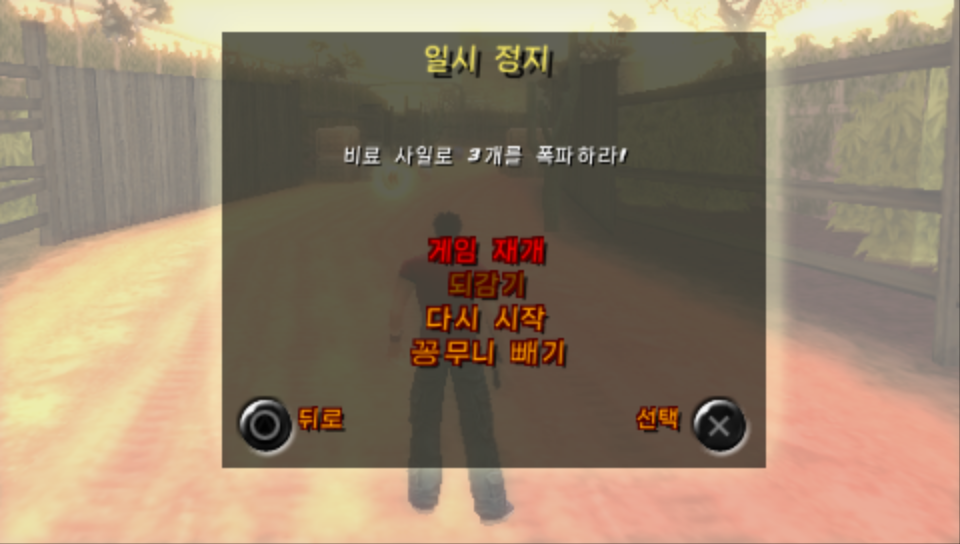 일시 정지
비료 사일로 3개를 폭파하라!
게임 재개
되감기
다시 시작
꽁무니 빼기
뒤로
선택